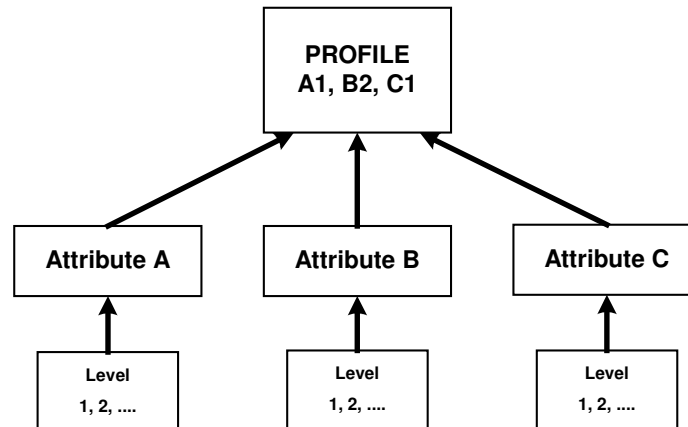 PROFILE
A1, B2, C1
Attribute A
Attribute B
Attribute C
Level
1, 2, ....
Level
1, 2, ....
Level
1, 2, ....